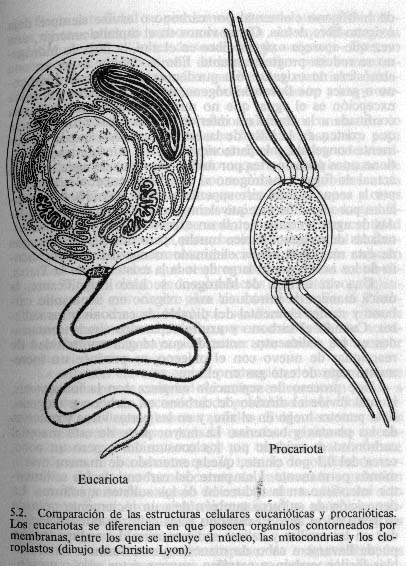 Procariota
Eucariota
5.2. Comparación de las estructuras celulares eucarióticas y procarióticas.
Los eucariotas se diferencian en que poseen orgánulos contorneados por
membranas, entre los que se incluye el núcleo, las mitocondrias y los clo-
roplastos (dibujo de Christie Lyon).